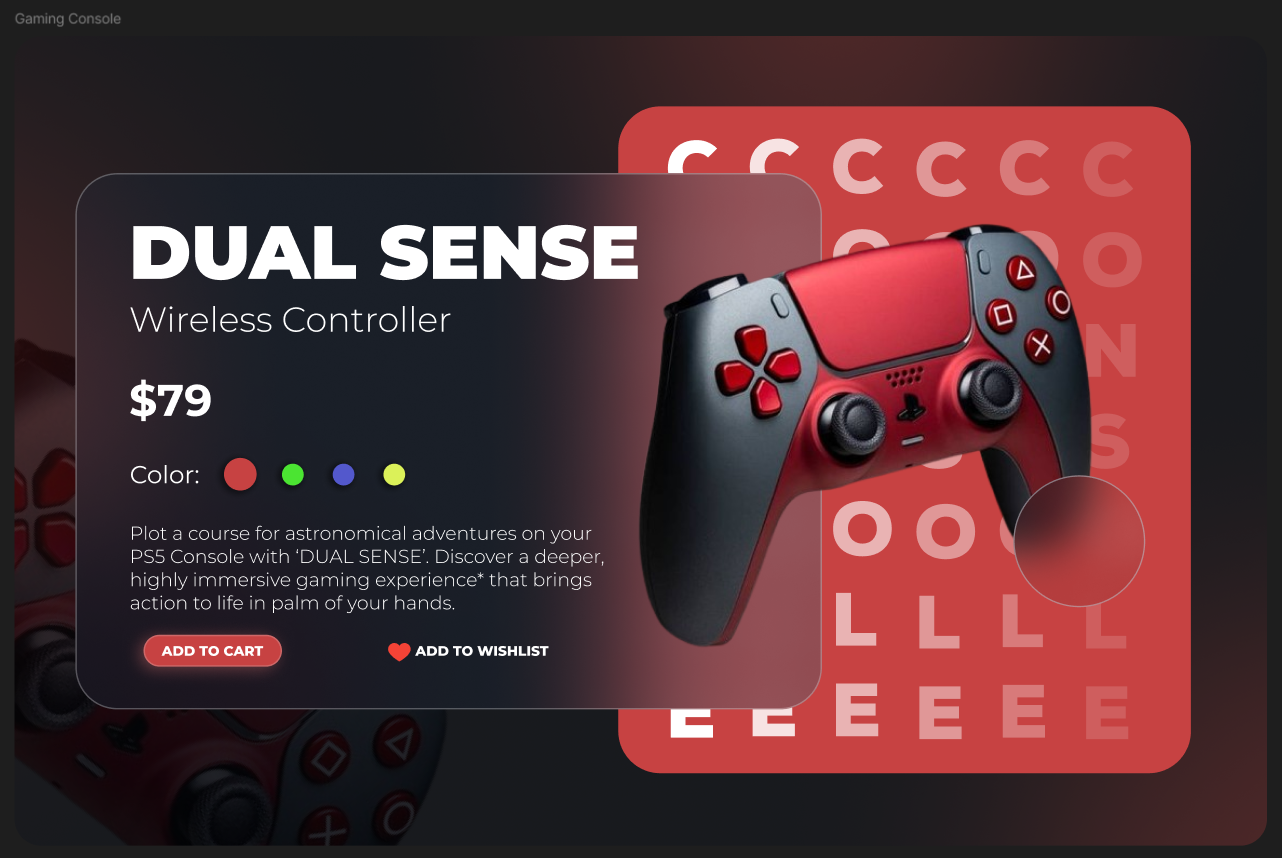 Gaming Console
C C C C C C
DUAL SENSE
Wireless Controller
$79
Color:
Plot a course for astronomical adventures on your
PS5 Console with ‘DUAL SENSE’. Discover a deeper,
highly immersive gaming experience* that brings
action to life in palm of your hands.
ADD TO CART
ADD TO WISHLIST
O O
N
S
O O
L L L L
E E E E E E